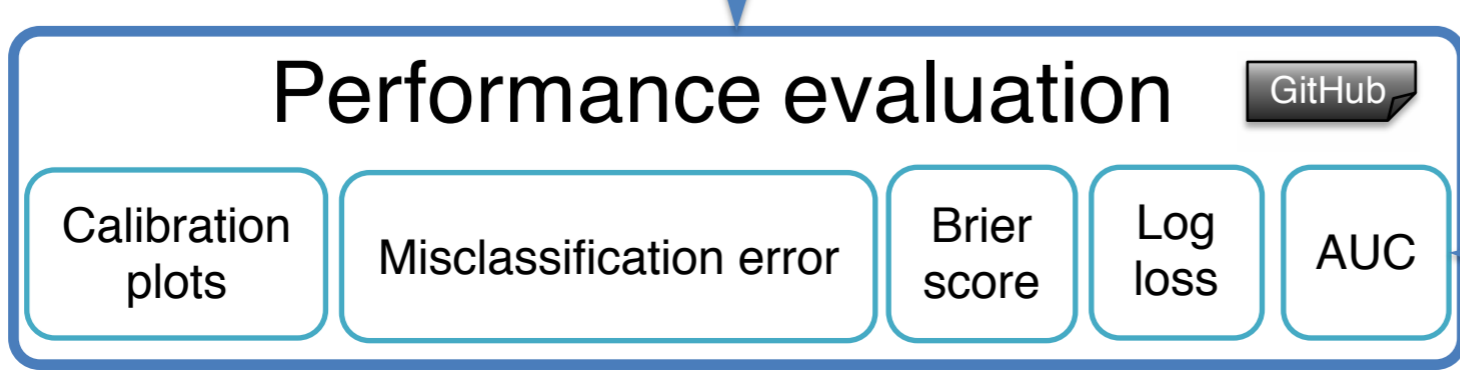 Performance evaluation
GitHub
Calibration
plots
Misclassification error
Brier
score
Log
loss
AUC